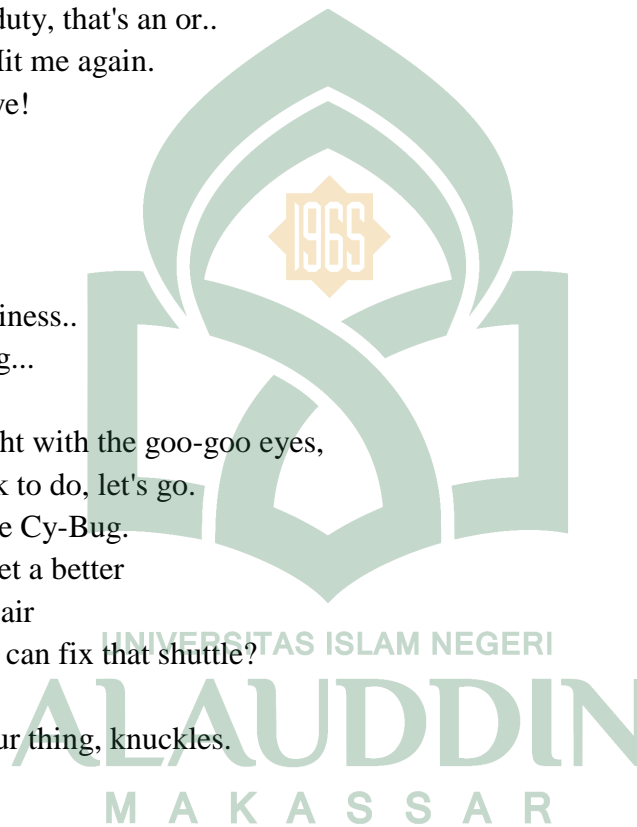 duty, that's an or..
Hit me again.
ve!
1965
iness..
g...
ht with the goo-goo eyes,
k to do, let's go.
e Cy-Bug.
et a better
air
can fix that shuttle?
UNIVERSITAS ISLAM NEGERI
ur thing, knuckles.
ALAUDDIN
MAKASSAR